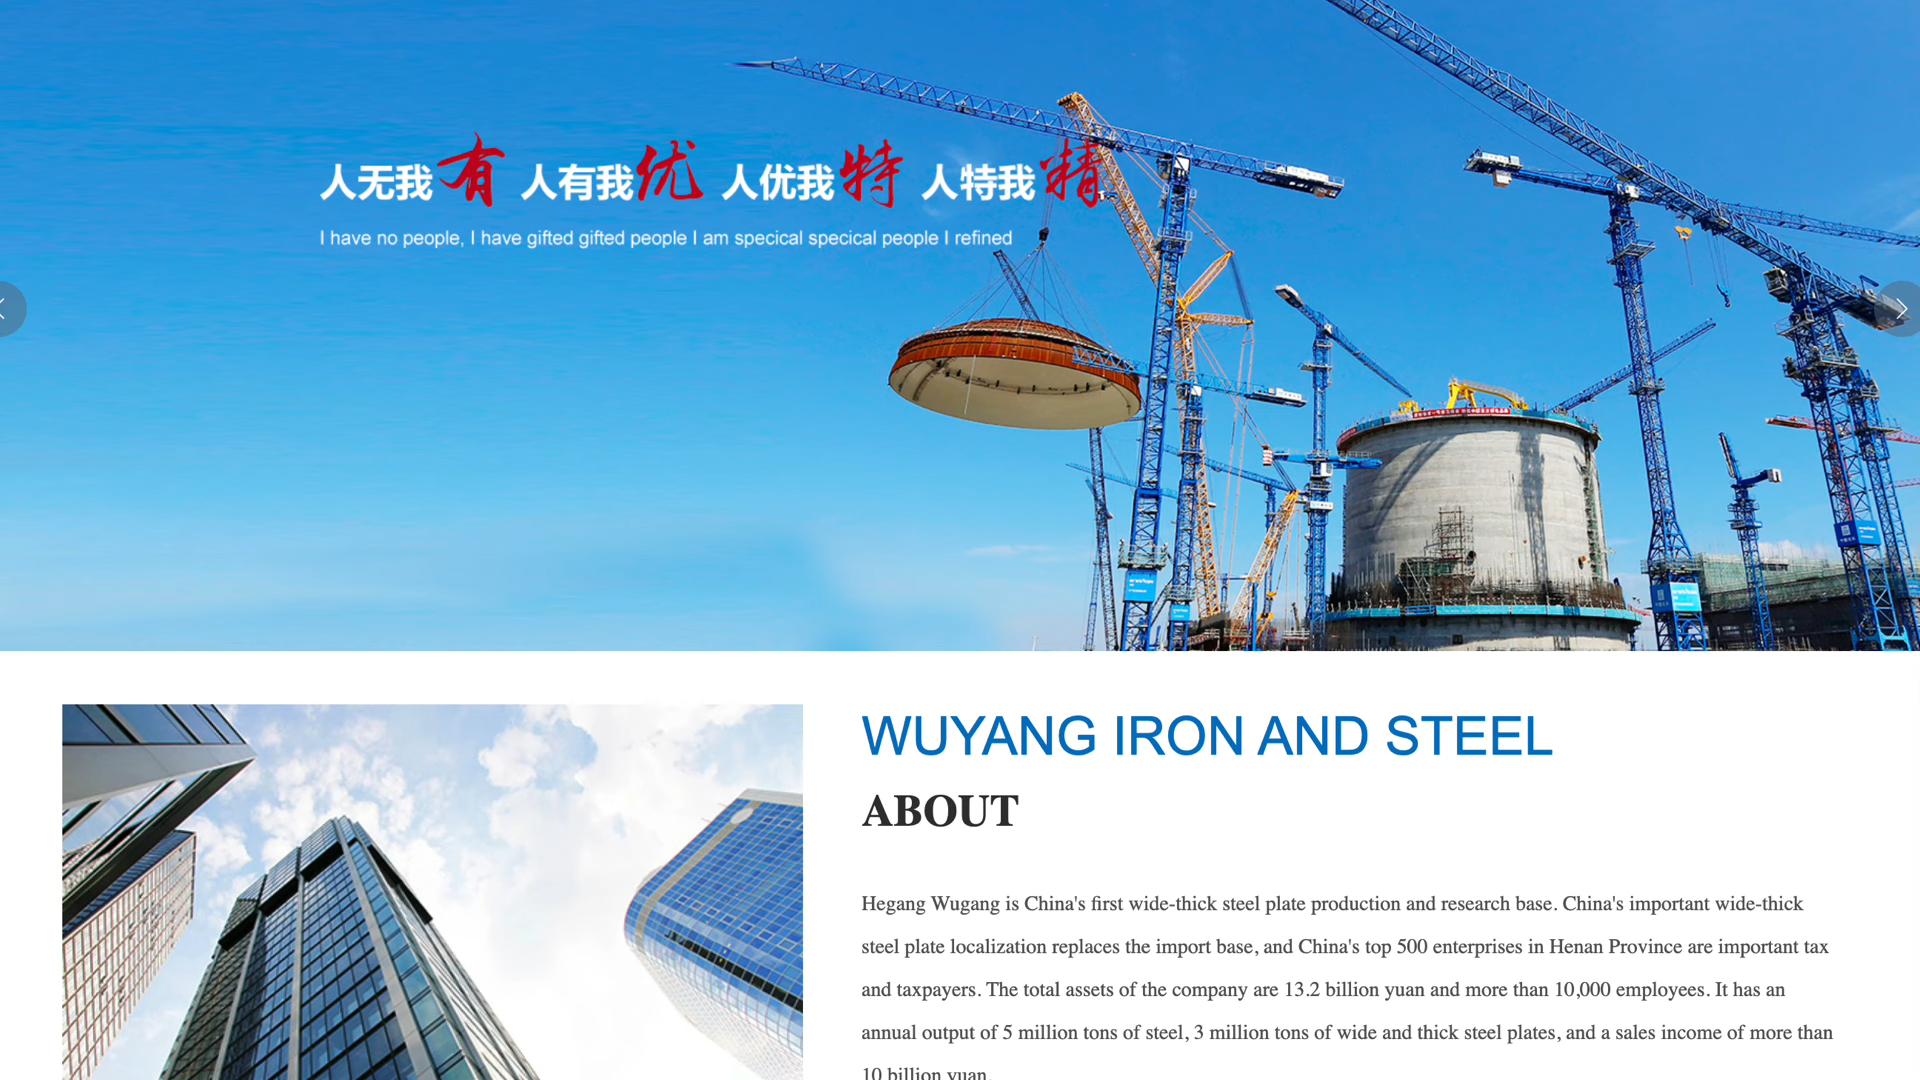 人无我有 人有我优 人优我特 人特我精
I have no people, I have gifted gifted people I am specical specical people I refined
WUYANG IRON AND STEEL
ABOUT
Hegang Wugang is China's first wide-thick steel plate production and research base. China's important wide-thick
steel plate localization replaces the import base, and China's top 500 enterprises in Henan Province are important tax
and taxpayers. The total assets of the company are 13.2 billion yuan and more than 10,000 employees. It has an
annual output of 5 million tons of steel, 3 million tons of wide and thick steel plates, and a sales income of more than
10 billion yuan.